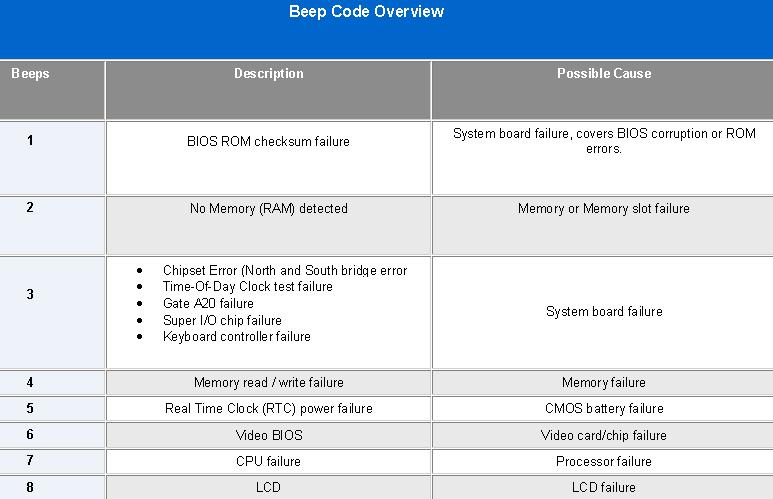 Beep Code Overview
Beeps Description Possible Cause
1 BIOS ROM checksum failure System board failure, covers BIOS corruption or ROM
errors.
2 No Memory (RAM) detected Memory or Memory slot failure
3
• Chipset Error (North and South bridge error
• Time-Of-Day Clock test failure
• Gate A20 failure
• Super I/O chip failure
• Keyboard controller failure
System board failure
4 Memory read / write failure Memory failure
5 Real Time Clock (RTC) power failure CMOS battery failure
6 Video BIOS Video card/chip failure
7 CPU failure Processor failure
8 LCD LCD failure